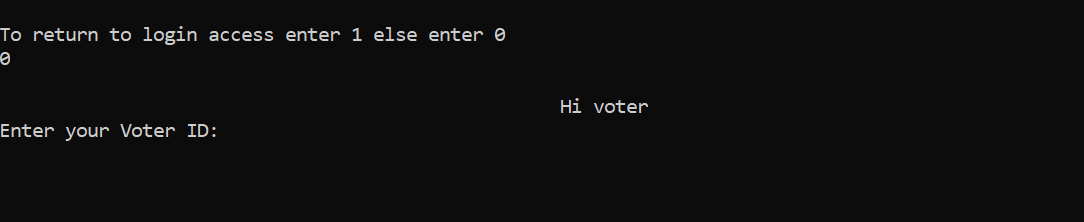 To return to login access enter 1 else enter 0
0
Hi voter
Enter your Voter ID: